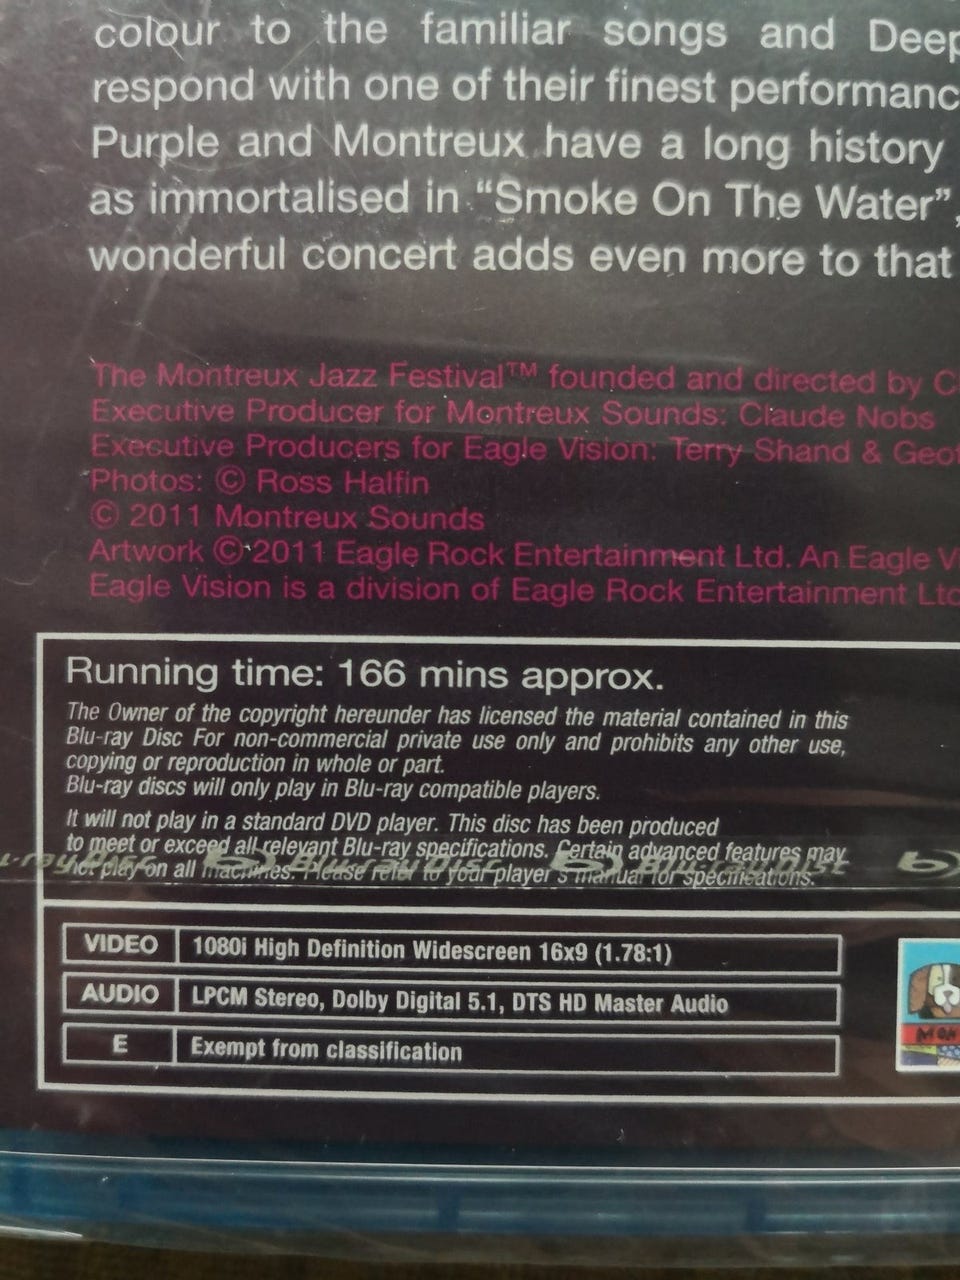 colour to the familiar songs and Deep
respond with one of their finest performanc
Purple and Montreux have a long history
as immortalised in “Smoke On The Water”,
wonderful concert adds even more to that
The Montreux Jazz Festival™ founded and directed by C
Executive Producer for Montreux Sounds: Claude Nobs
Executive Producers for Eagle Vision: Terry Shand & Geof
Photos: © Ross Halfin
© 2011 Montreux Sounds
Artwork © 2011 Eagle Rock Entertainment Ltd. An Eagle Vi
Eagle Vision is a division of Eagle Rock Entertainment Ltd
Running time: 166 mins approx.
The Owner of the copyright hereunder has licensed the material contained in this
Blu-ray Disc For non-commercial private use only and prohibits any other use,
copying or reproduction in whole or part.
Blu-ray discs will only play in Blu-ray compatible players.
It will not play in a standard DVD player. This disc has been produced
to meet or exceed all relevant Blu-ray specifications. Certain advanced features may
not play on all machines. Please refer to your player's manual for specifications.
VIDEO 1080i High Definition Widescreen 16x9 (1.78:1)
AUDIO LPCM Stereo, Dolby Digital 5.1, DTS HD Master Audio
E Exempt from classification